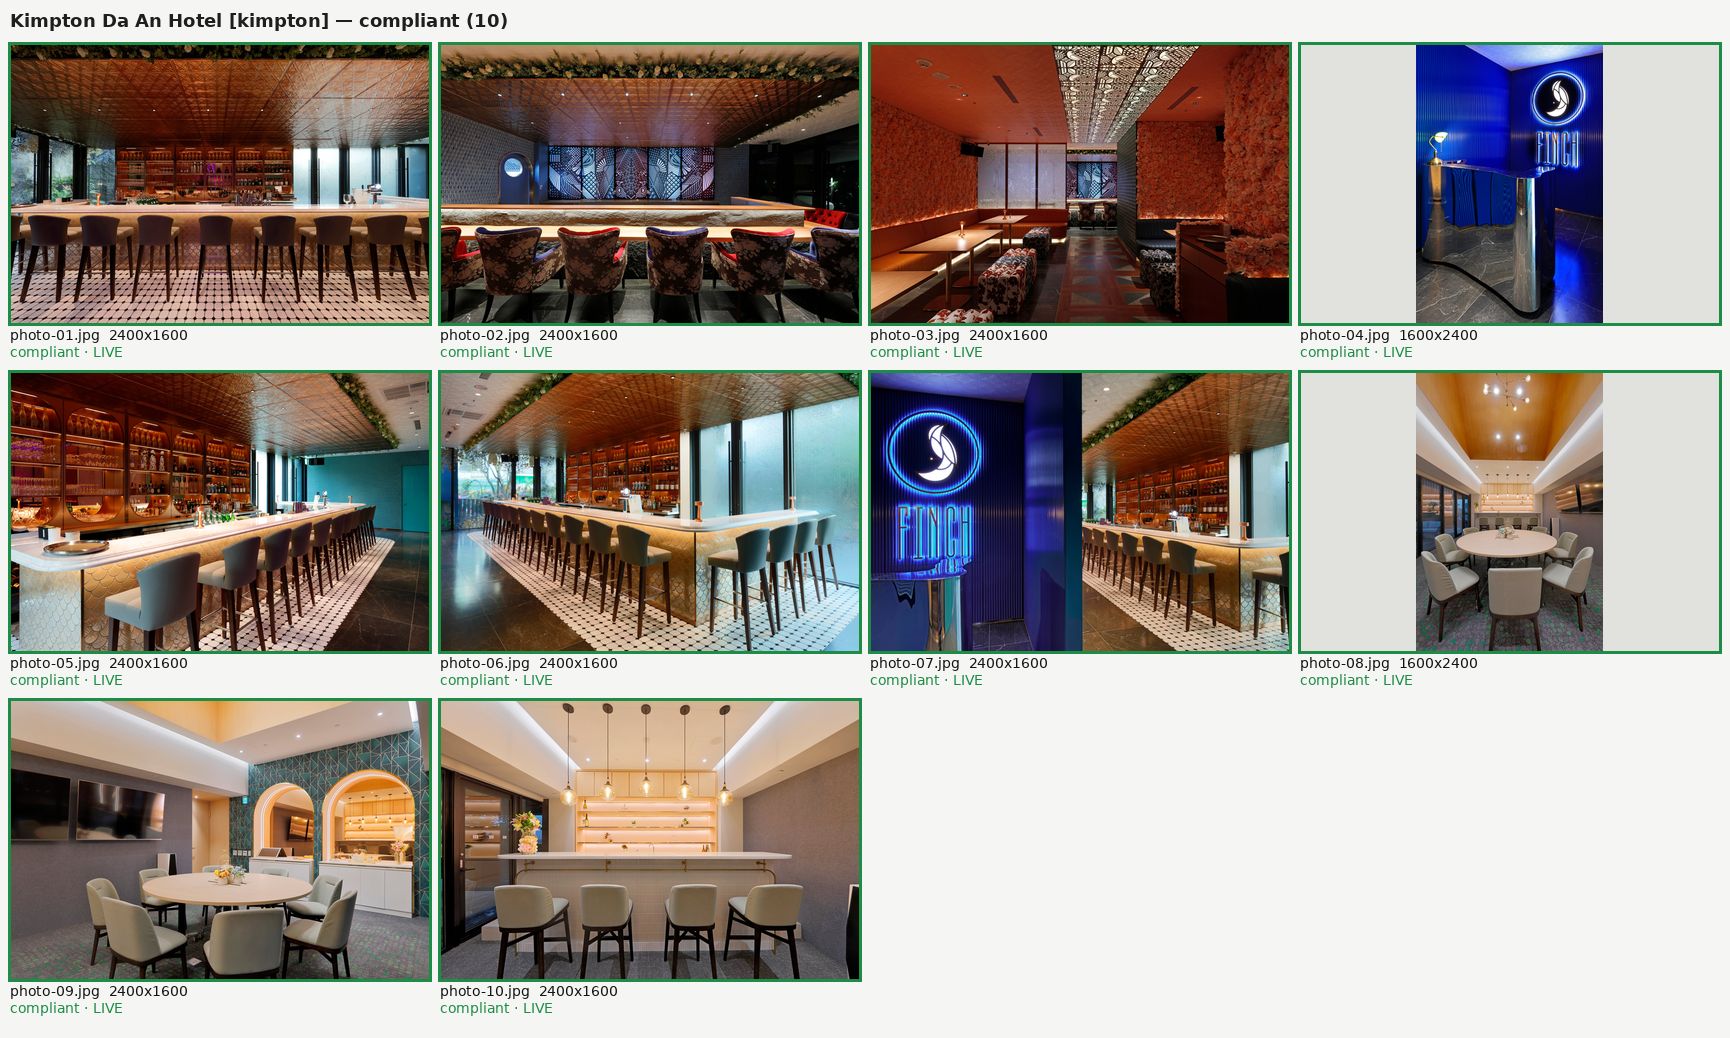 Kimpton Da An Hotel [kimpton] — compliant (10)
photo-01.jpg  2400x1600
compliant · LIVE
photo-02.jpg  2400x1600
compliant · LIVE
photo-03.jpg  2400x1600
compliant · LIVE
FINCH
photo-04.jpg  1600x2400
compliant · LIVE
photo-05.jpg  2400x1600
compliant · LIVE
photo-06.jpg  2400x1600
compliant · LIVE
FINCH
photo-07.jpg  2400x1600
compliant · LIVE
photo-08.jpg  1600x2400
compliant · LIVE
photo-09.jpg  2400x1600
compliant · LIVE
photo-10.jpg  2400x1600
compliant · LIVE